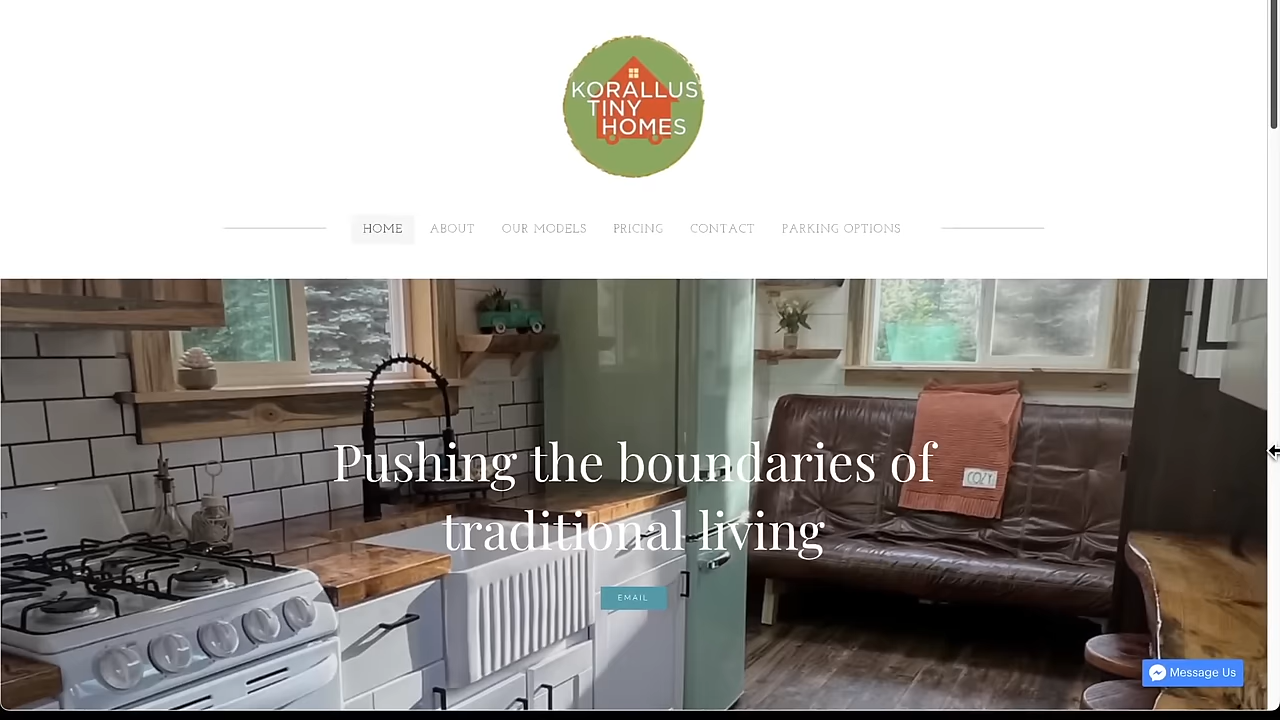 KORALLUS
TINY
HOMES
HOME ABOUT OUR MODELS PRICING CONTACT PARKING OPTIONS
Pushing the boundaries of
traditional living
COZY
EMAIL
Message Us